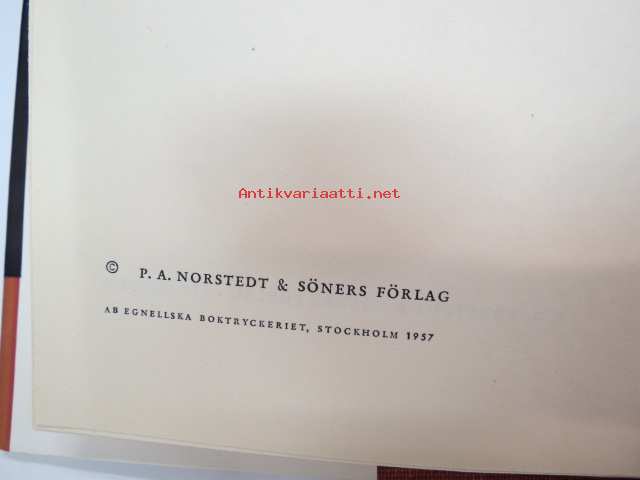 Antikvariaatti.net
© P. A. NORSTEDT & SÖNERS FÖRLAG
AB EGNELLSKA BOKTRYCKERIET, STOCKHOLM 1957